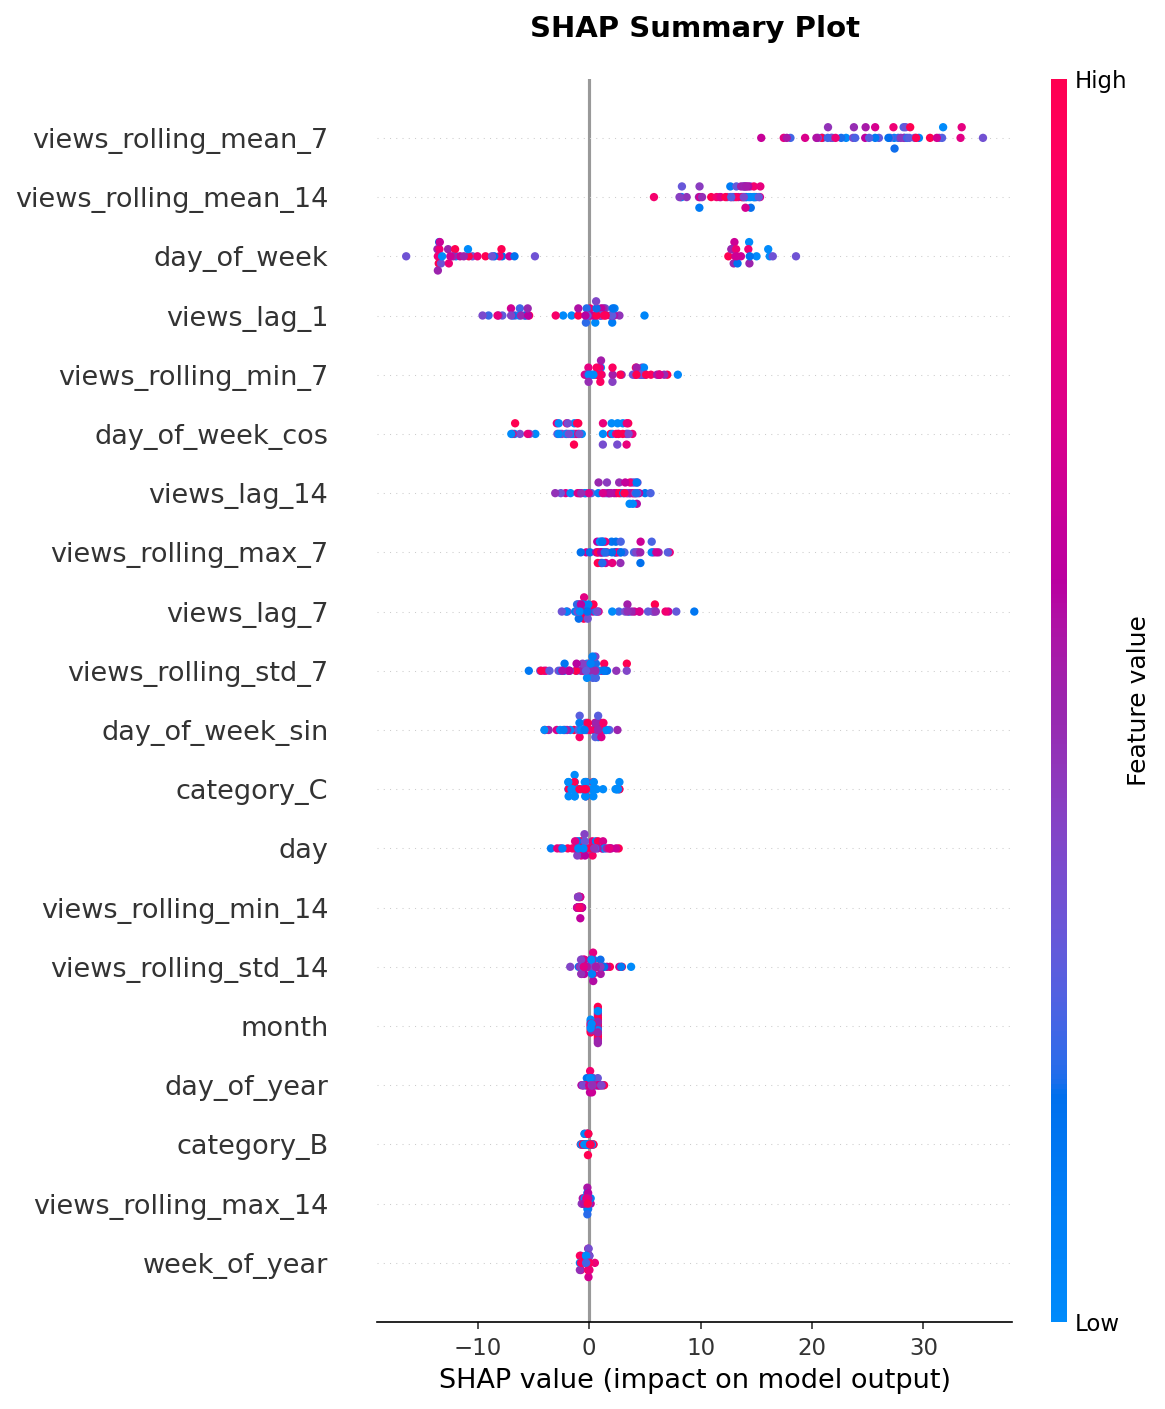 SHAP Summary Plot
High
views_rolling_mean_7
views_rolling_mean_14
day_of_week
views_lag_1
views_rolling_min_7
day_of_week_cos
views_lag_14
views_rolling_max_7
views_lag_7
views_rolling_std_7
day_of_week_sin
category_C
day
views_rolling_min_14
views_rolling_std_14
month
day_of_year
category_B
views_rolling_max_14
week_of_year
Feature value
Low
−10 0 10 20 30
SHAP value (impact on model output)